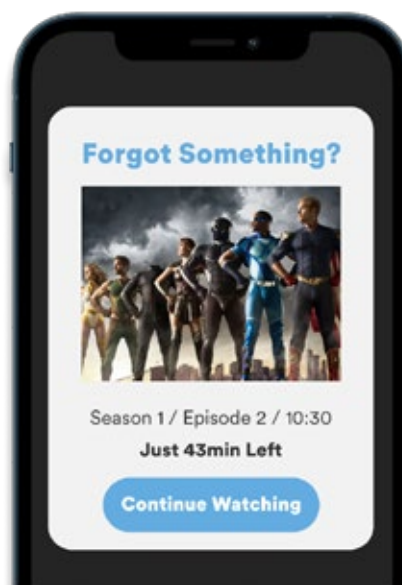 Forgot Something?
Season 1 / Episode 2 / 10:30
Just 43min Left
Continue Watching